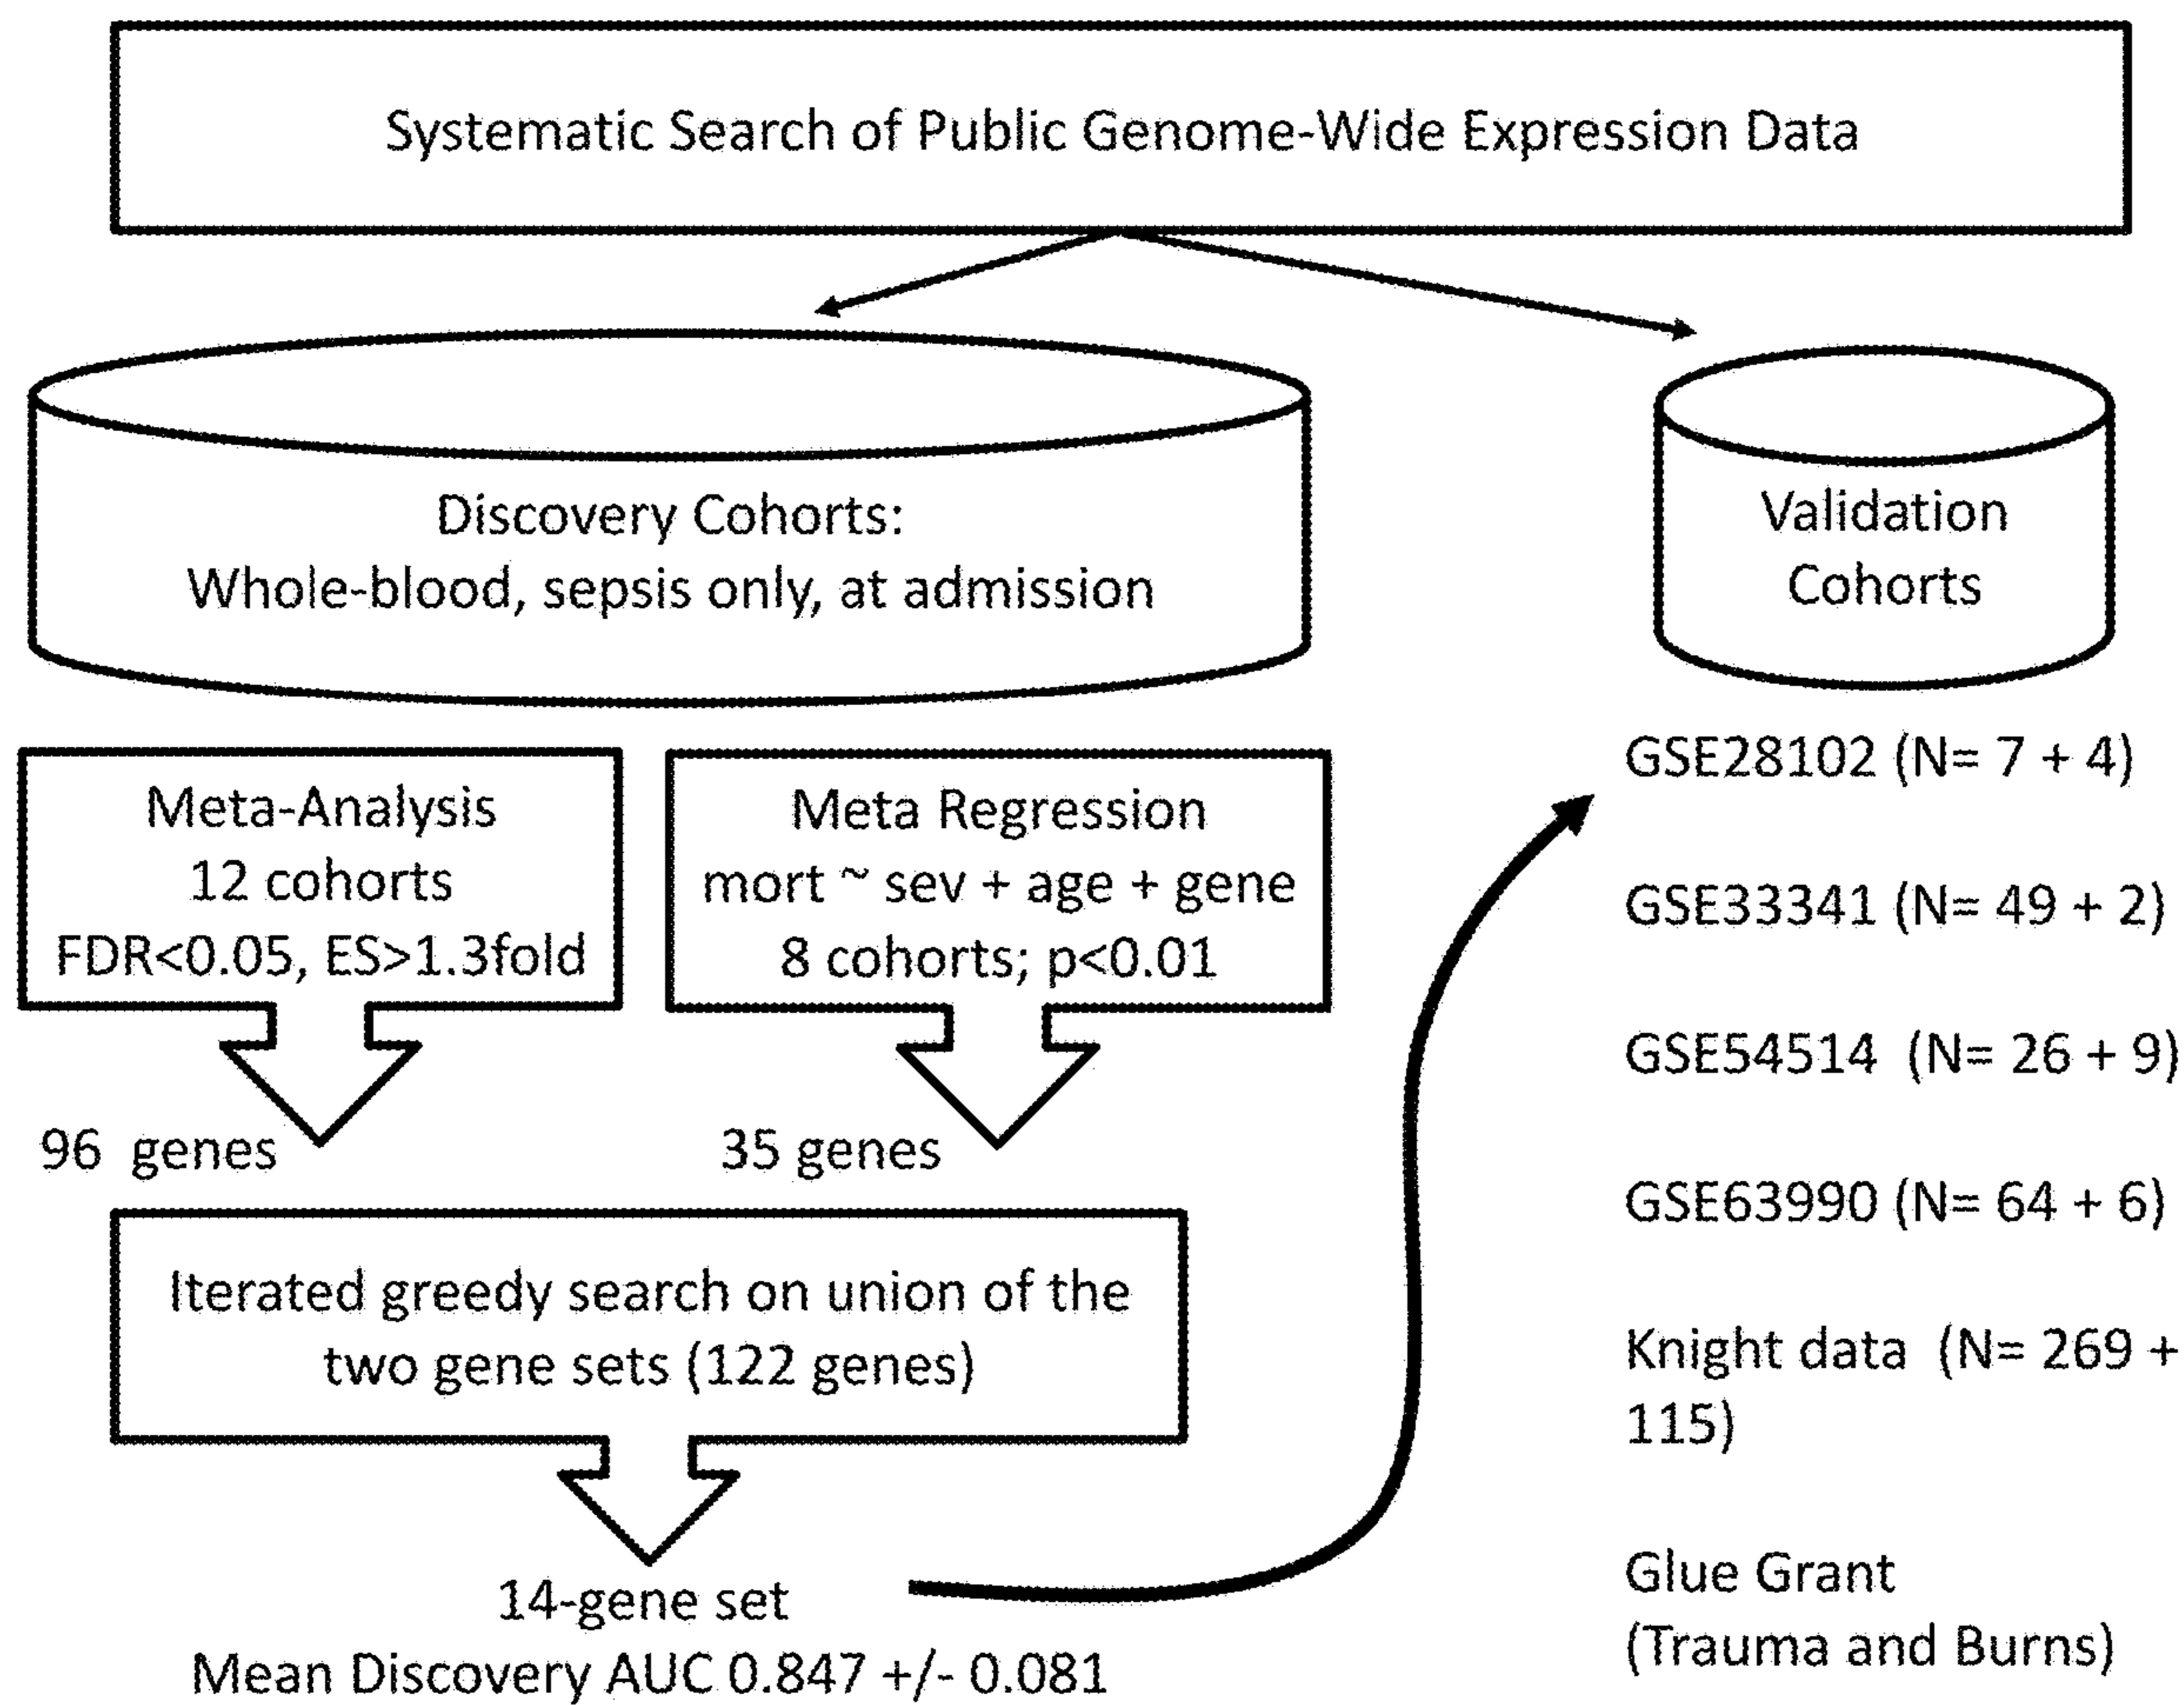 Systematic Search of Public Genome-Wide Expression Data
Discovery Cohorts:
Whole-blood, sepsis only, at admission
Validation
Cohorts
Meta-Analysis
12 cohorts
FDR<0.05, ES>1.3fold
Meta Regression
mort ~ sev + age + gene
8 cohorts; p<0.01
96 genes
35 genes
Iterated greedy search on union of the
two gene sets (122 genes)
14-gene set
Mean Discovery AUC 0.847 +/- 0.081
GSE28102 (N= 7 + 4)
GSE33341 (N= 49 + 2)
GSE54514 (N= 26 + 9)
GSE63990 (N= 64 + 6)
Knight data (N= 269 +
115)
Glue Grant
(Trauma and Burns)